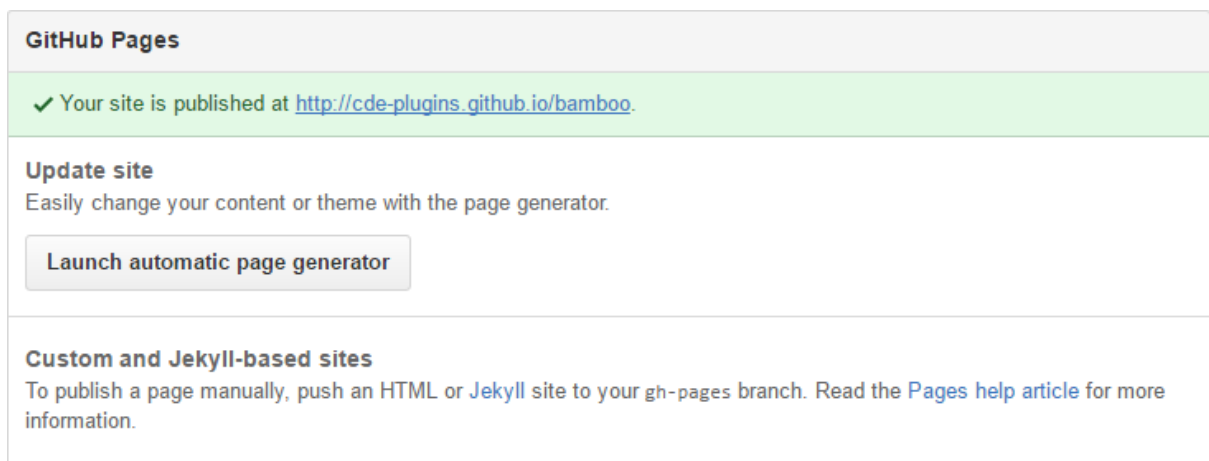 GitHub Pages
✓ Your site is published at http://cde-plugins.github.io/bamboo.
Update site
Easily change your content or theme with the page generator.
Launch automatic page generator
Custom and Jekyll-based sites
To publish a page manually, push an HTML or Jekyll site to your gh-pages branch. Read the Pages help article for more
information.